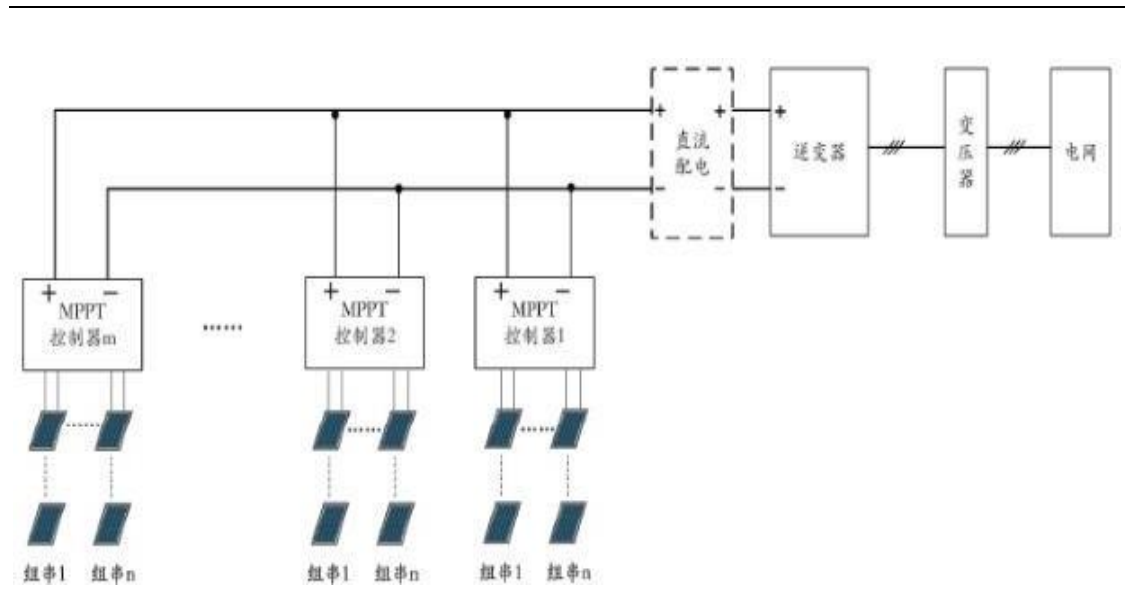 + + +
直流
配电
- - -
逆变器
变
压
器
电网
+ -
MPPT
控制器m
......
+ -
MPPT
控制器2
+ -
MPPT
控制器1
组串1 组串n
组串1 组串n
组串1 组串n